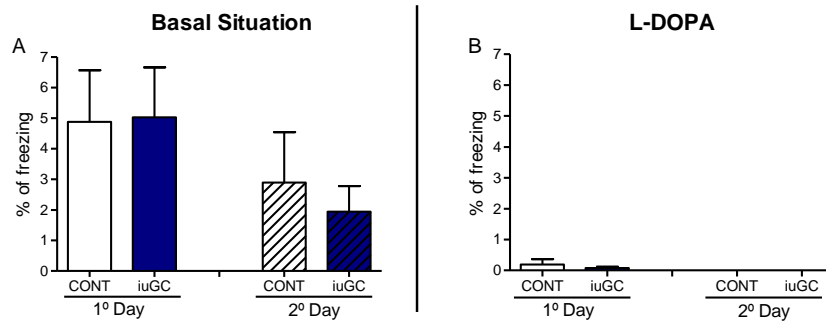 Basal Situation
L-DOPA
A
7
6
5
4
3
2
1
0
% of freezing
CONT iuGC CONT iuGC
1º Day 2º Day
B
7
6
5
4
3
2
1
0
% of freezing
CONT iuGC CONT iuGC
1º Day 2º Day